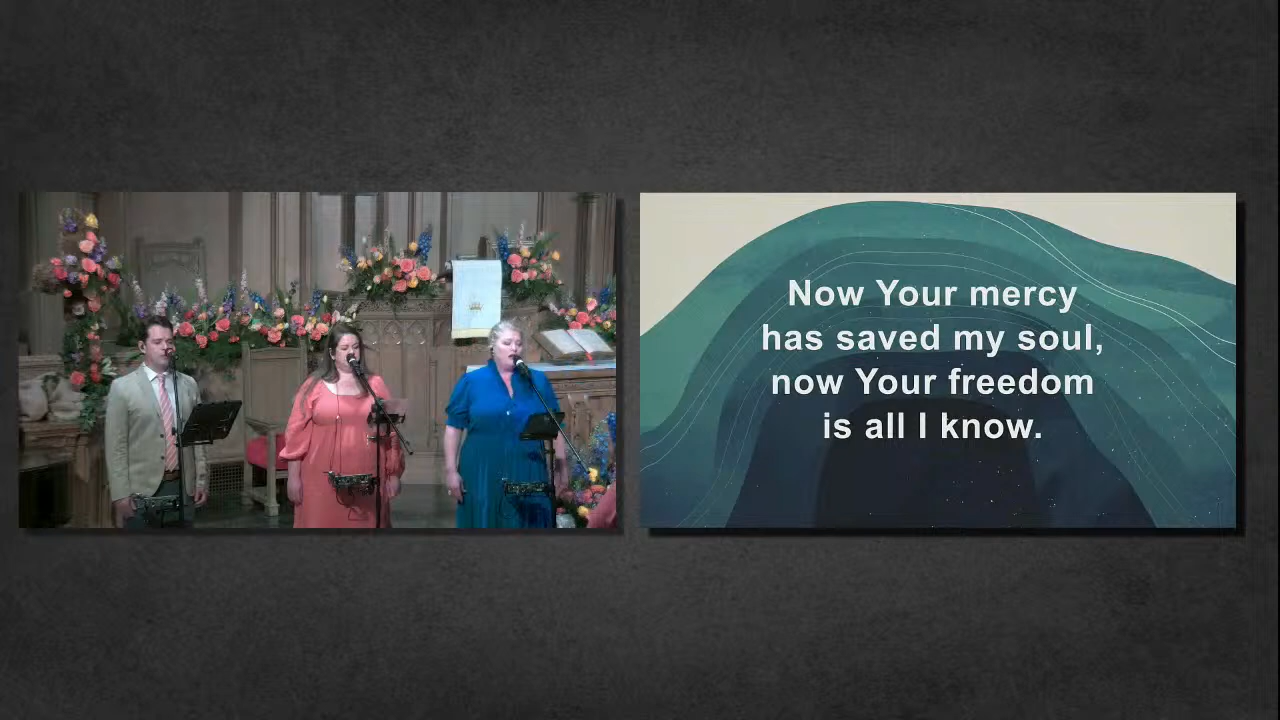 Now Your mercy
has saved my soul,
now Your freedom
is all I know.